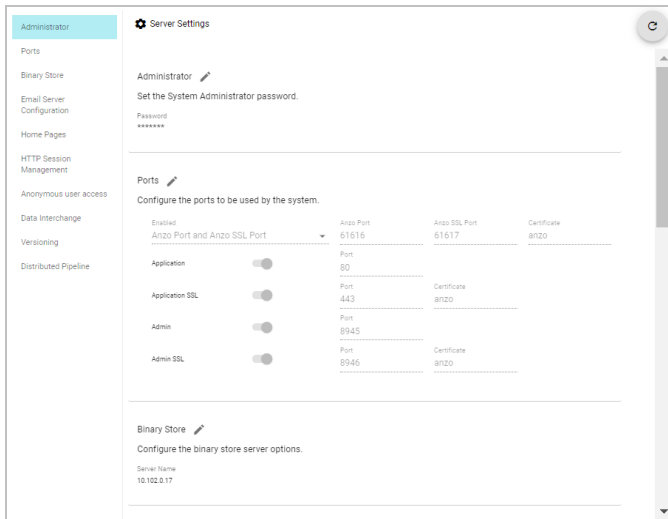 Administrator
Ports
Binary Store
Email Server
Configuration
Home Pages
HTTP Session
Management
Anonymous user access
Data Interchange
Versioning
Distributed Pipeline
Server Settings
Administrator
Set the System Administrator password.
Password
*******
Ports
Configure the ports to be used by the system.
Enabled Anzo Port Anzo SSL Port Certificate
Anzo Port and Anzo SSL Port 61616 61617 anzo
Port
Application 80
Port Certificate
Application SSL 443 anzo
Port
Admin 8945
Port Certificate
Admin SSL 8946 anzo
Binary Store
Configure the binary store server options.
Server Name
10.102.0.17